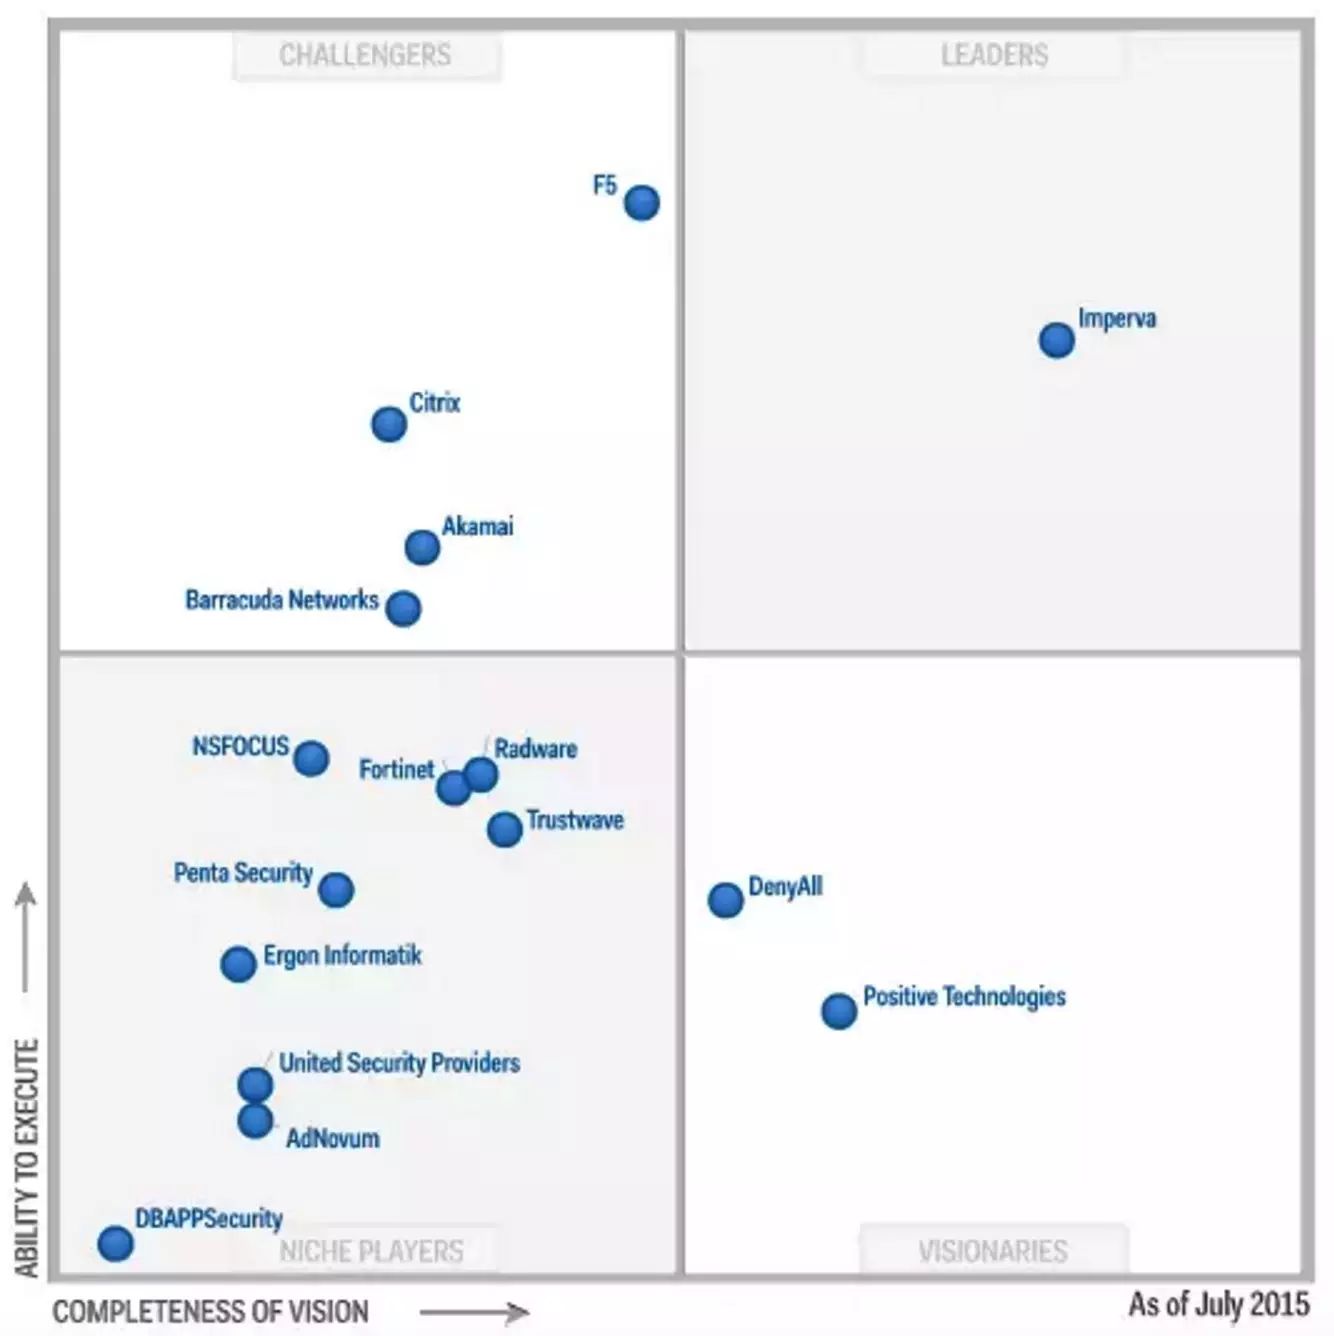 CHALLENGERS
LEADERS
F5
Imperva
Citrix
Akamai
Barracuda Networks
NSFOCUS
Radware
Fortinet
Trustwave
Penta Security
DenyAll
Ergon Informatik
Positive Technologies
United Security Providers
AdNovum
DBAPPSecurity
NICHE PLAYERS
VISIONARIES
ABILITY TO EXECUTE
COMPLETENESS OF VISION
As of July 2015